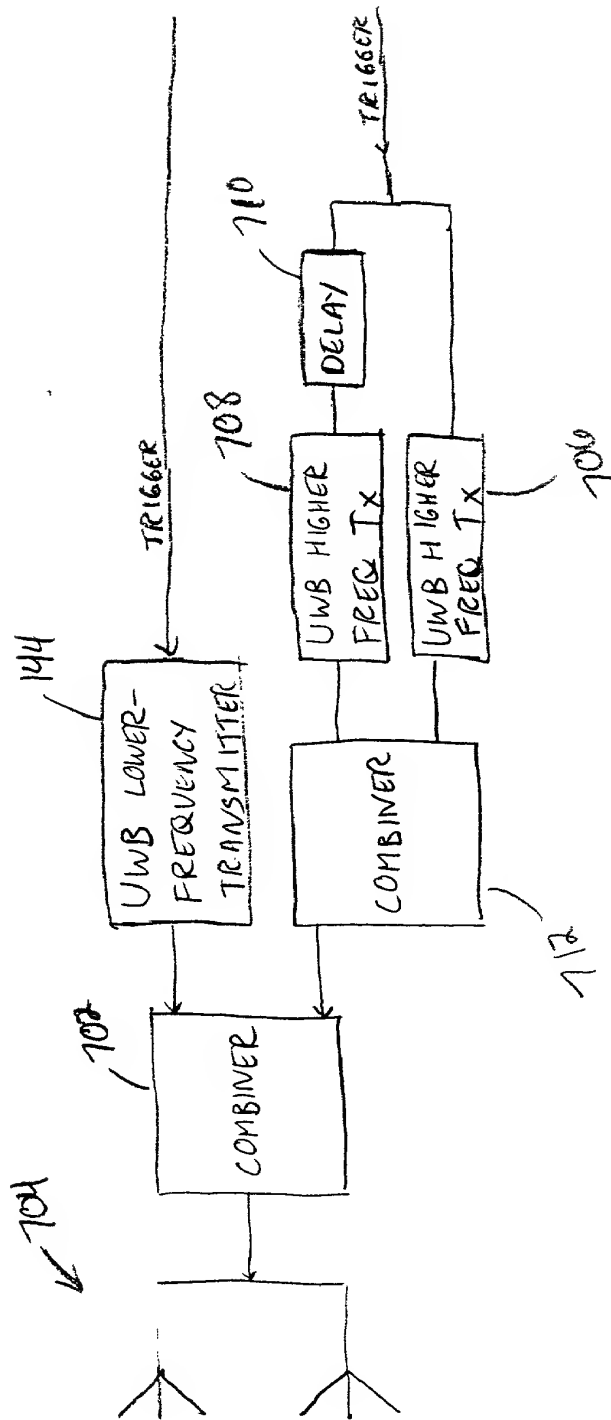 704
702
COMBINER
144
UWB LOWER-
FREQUENCY
TRANSMITTER
TRIGGER
COMBINER
712
708
UWB HIGHER
FREQ TX
UWB HIGHER
FREQ TX
706
710
DELAY
TRIGGER